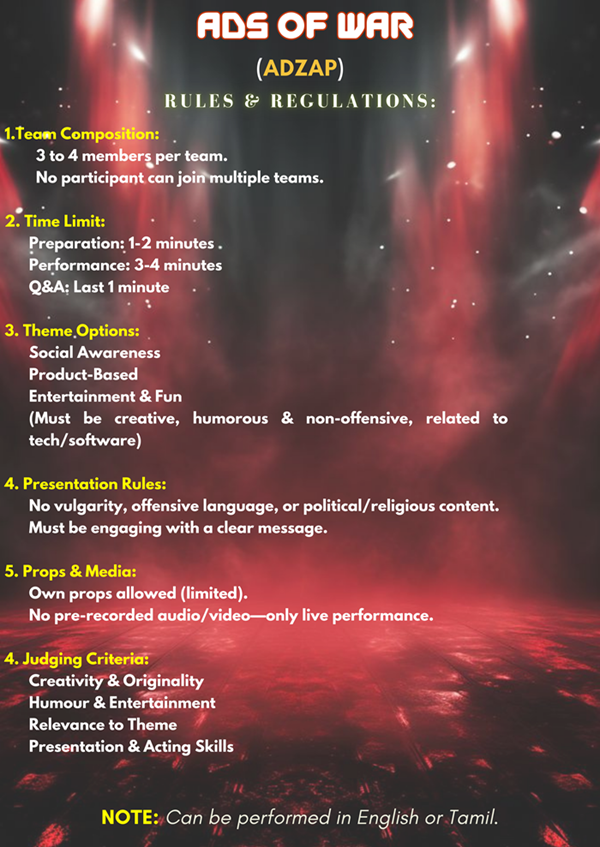 ADS OF WAR
(ADZAP)
RULES & REGULATIONS:
1.Team Composition:
3 to 4 members per team.
No participant can join multiple teams.
2. Time Limit:
Preparation: 1-2 minutes .
Performance: 3-4 minutes
Q&A: Last 1 minute
3. Theme Options:
Social Awareness
Product-Based
Entertainment & Fun
(Must be creative, humorous & non-offensive, related to
tech/software)
4. Presentation Rules:
No vulgarity, offensive language, or political/religious content.
Must be engaging with a clear message.
5. Props & Media:
Own props allowed (limited).
No pre-recorded audio/video—only live performance.
4. Judging Criteria:
Creativity & Originality
Humour & Entertainment
Relevance to Theme
Presentation & Acting Skills
NOTE: Can be performed in English or Tamil.